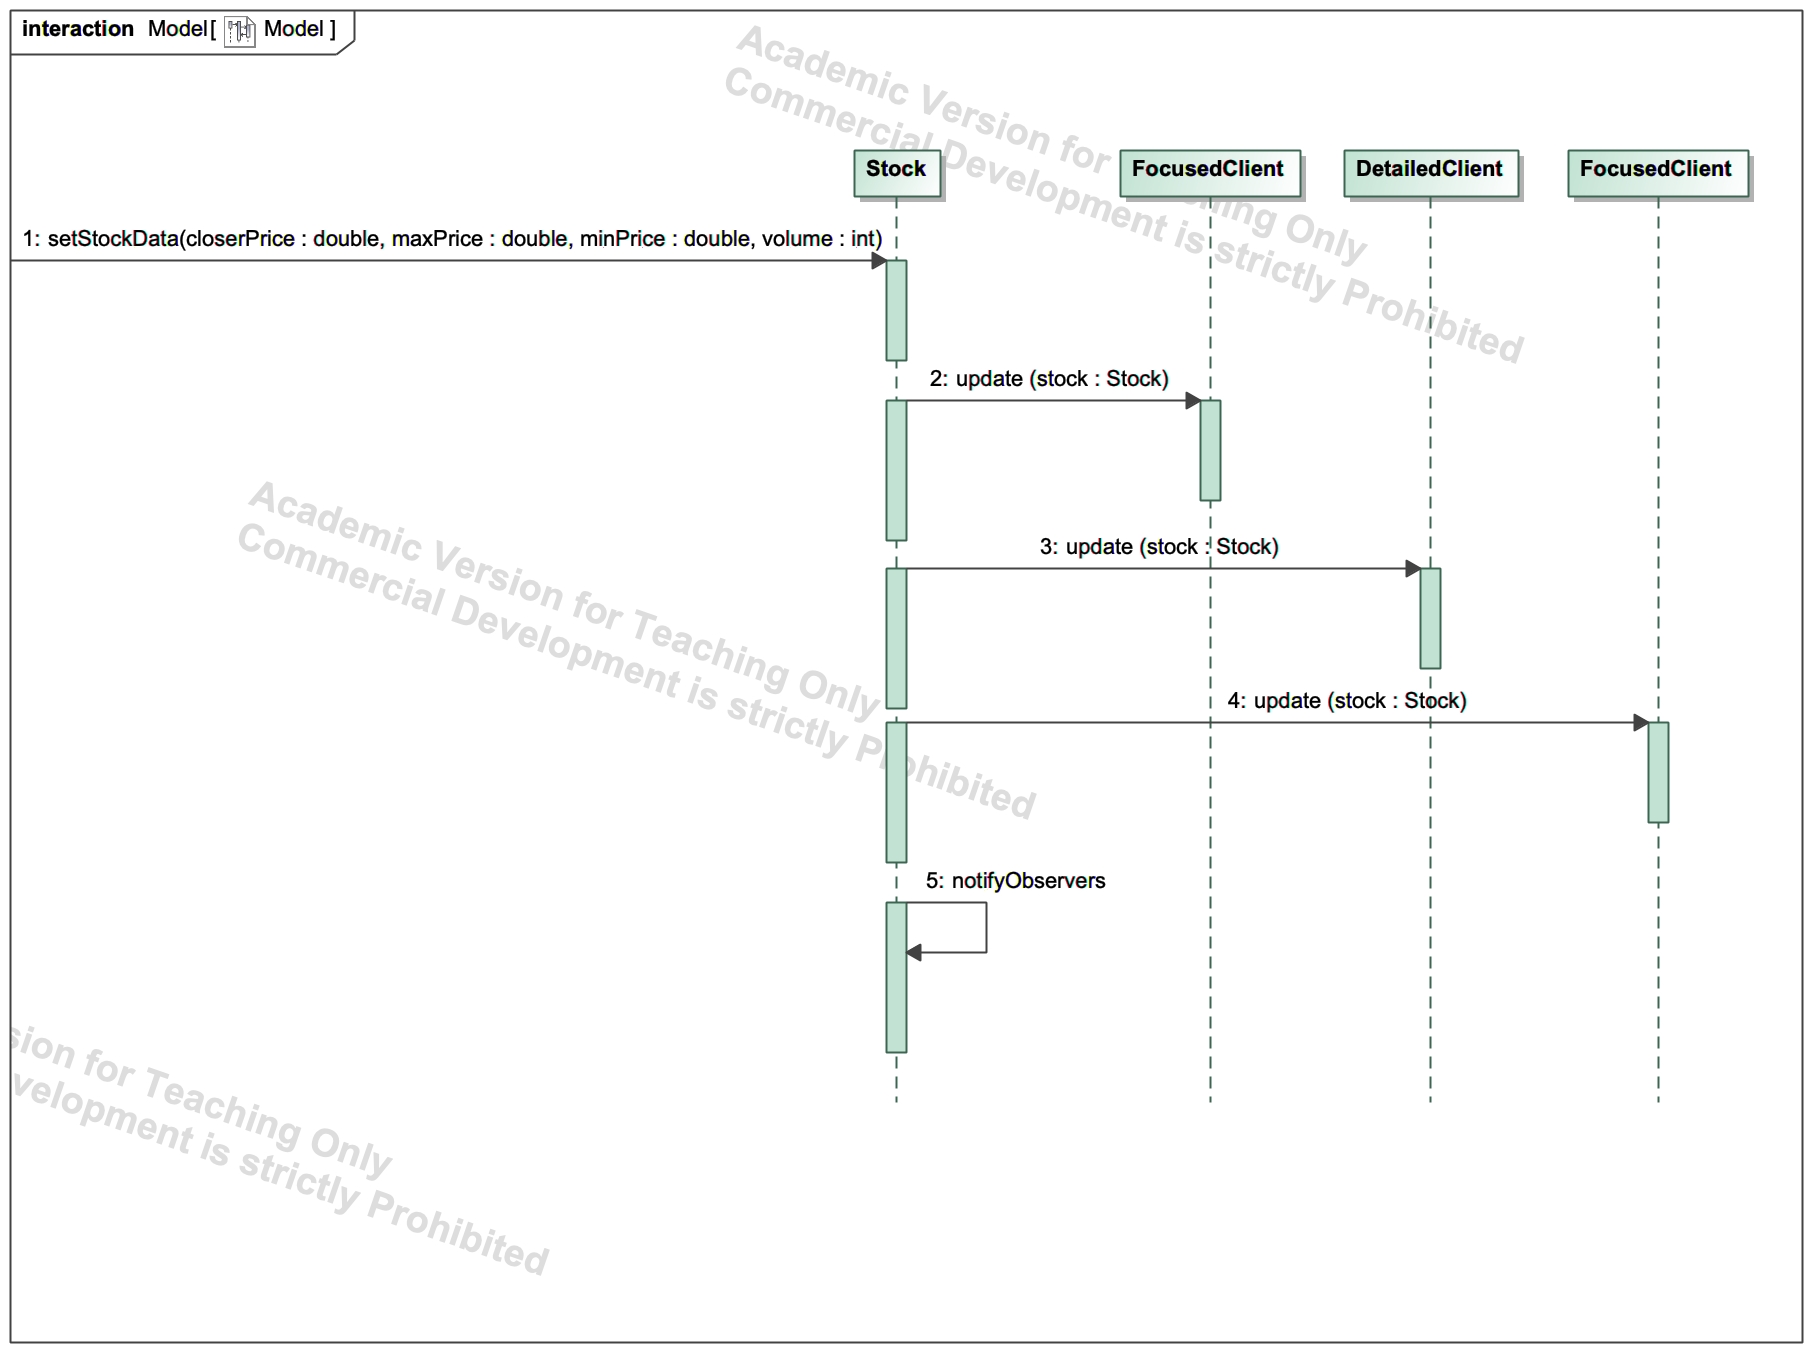 interaction Model[ Model ]
Academic Version for Teaching Only
Commercial Development is strictly Prohibited
Stock
FocusedClient
DetailedClient
FocusedClient
1: setStockData(closerPrice : double, maxPrice : double, minPrice : double, volume : int)
2: update (stock : Stock)
Academic Version for Teaching Only
Commercial Development is strictly Prohibited
3: update (stock : Stock)
4: update (stock : Stock)
5: notifyObservers
sion for Teaching Only
velopment is strictly Prohibited